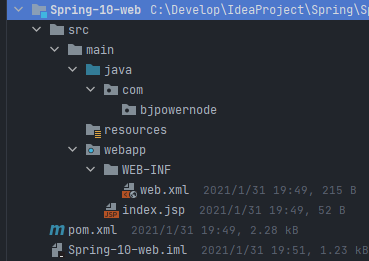 Spring-10-web C:\Develop\IdeaProject\Spring\Sp
src
main
java
com
bjpowernode
resources
webapp
WEB-INF
web.xml 2021/1/31 19:49, 215 B
index.jsp 2021/1/31 19:49, 52 B
pom.xml 2021/1/31 19:49, 2.28 kB
Spring-10-web.iml 2021/1/31 19:51, 1.23 kB